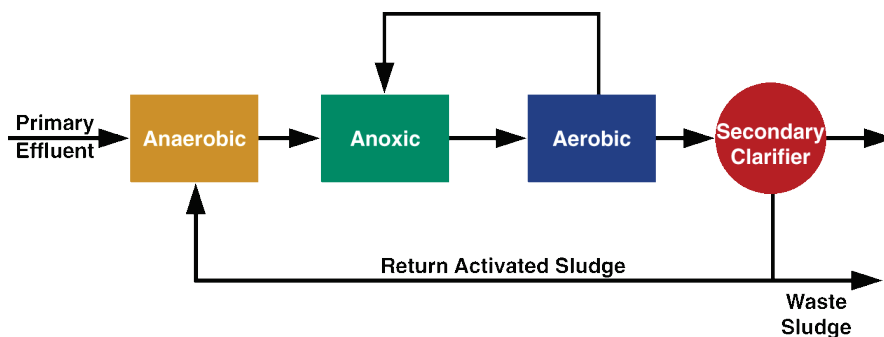 Primary
Effluent
Anaerobic
Anoxic
Aerobic
Secondary
Clarifier
Return Activated Sludge
Waste
Sludge